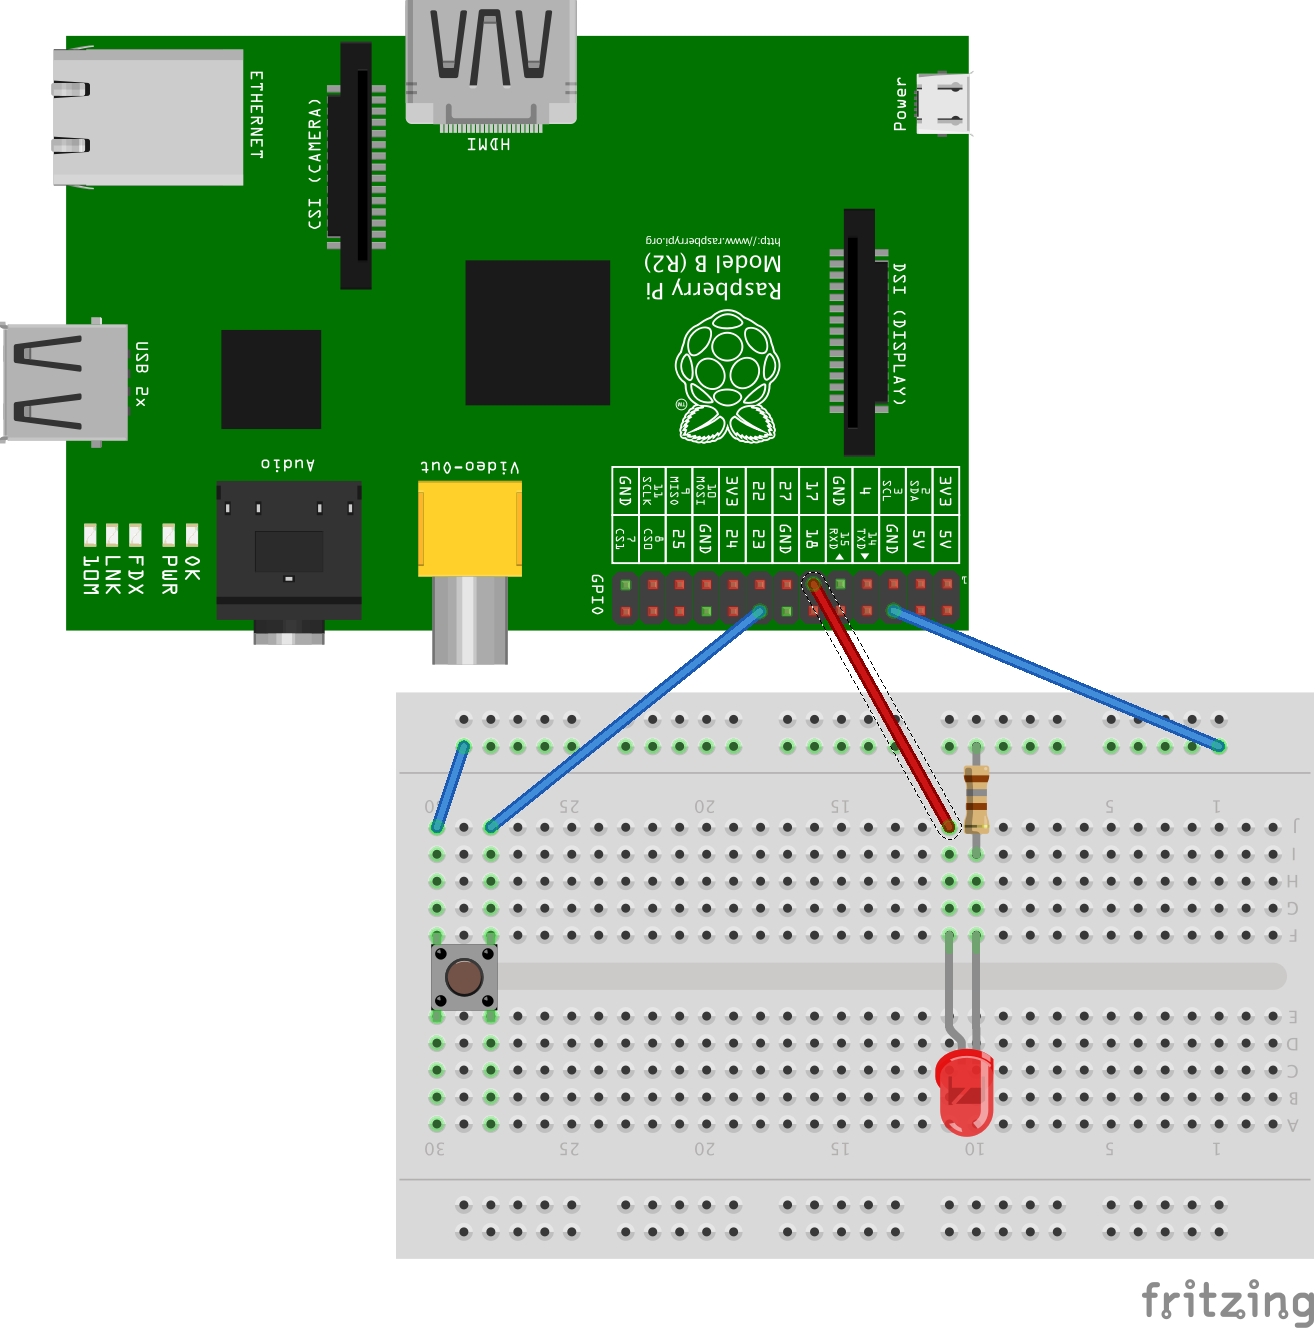 ETHERNET
CSI (CAMERA)
HDMI
Power
http://www.raspberrypi.org
Model B (R2)
Raspberry Pi
TM
DSI (DISPLAY)
USB 2x
Audio
Video-Out
GND 11 SCLK 9 MISO 10 MOSI 3V3 22 27 17 GND 4 3 SCL 2 SDA 3V3
7 CS1 8 CS0 25 GND 24 23 GND 18 15 RXD 14 TXD GND 5V 5V
10M LNK FDX PWR OK
GPIO
1
30 25 20 15 5 1
J
I
H
G
F
E
D
C
B
A
30 25 20 15 10 5 1
fritzing